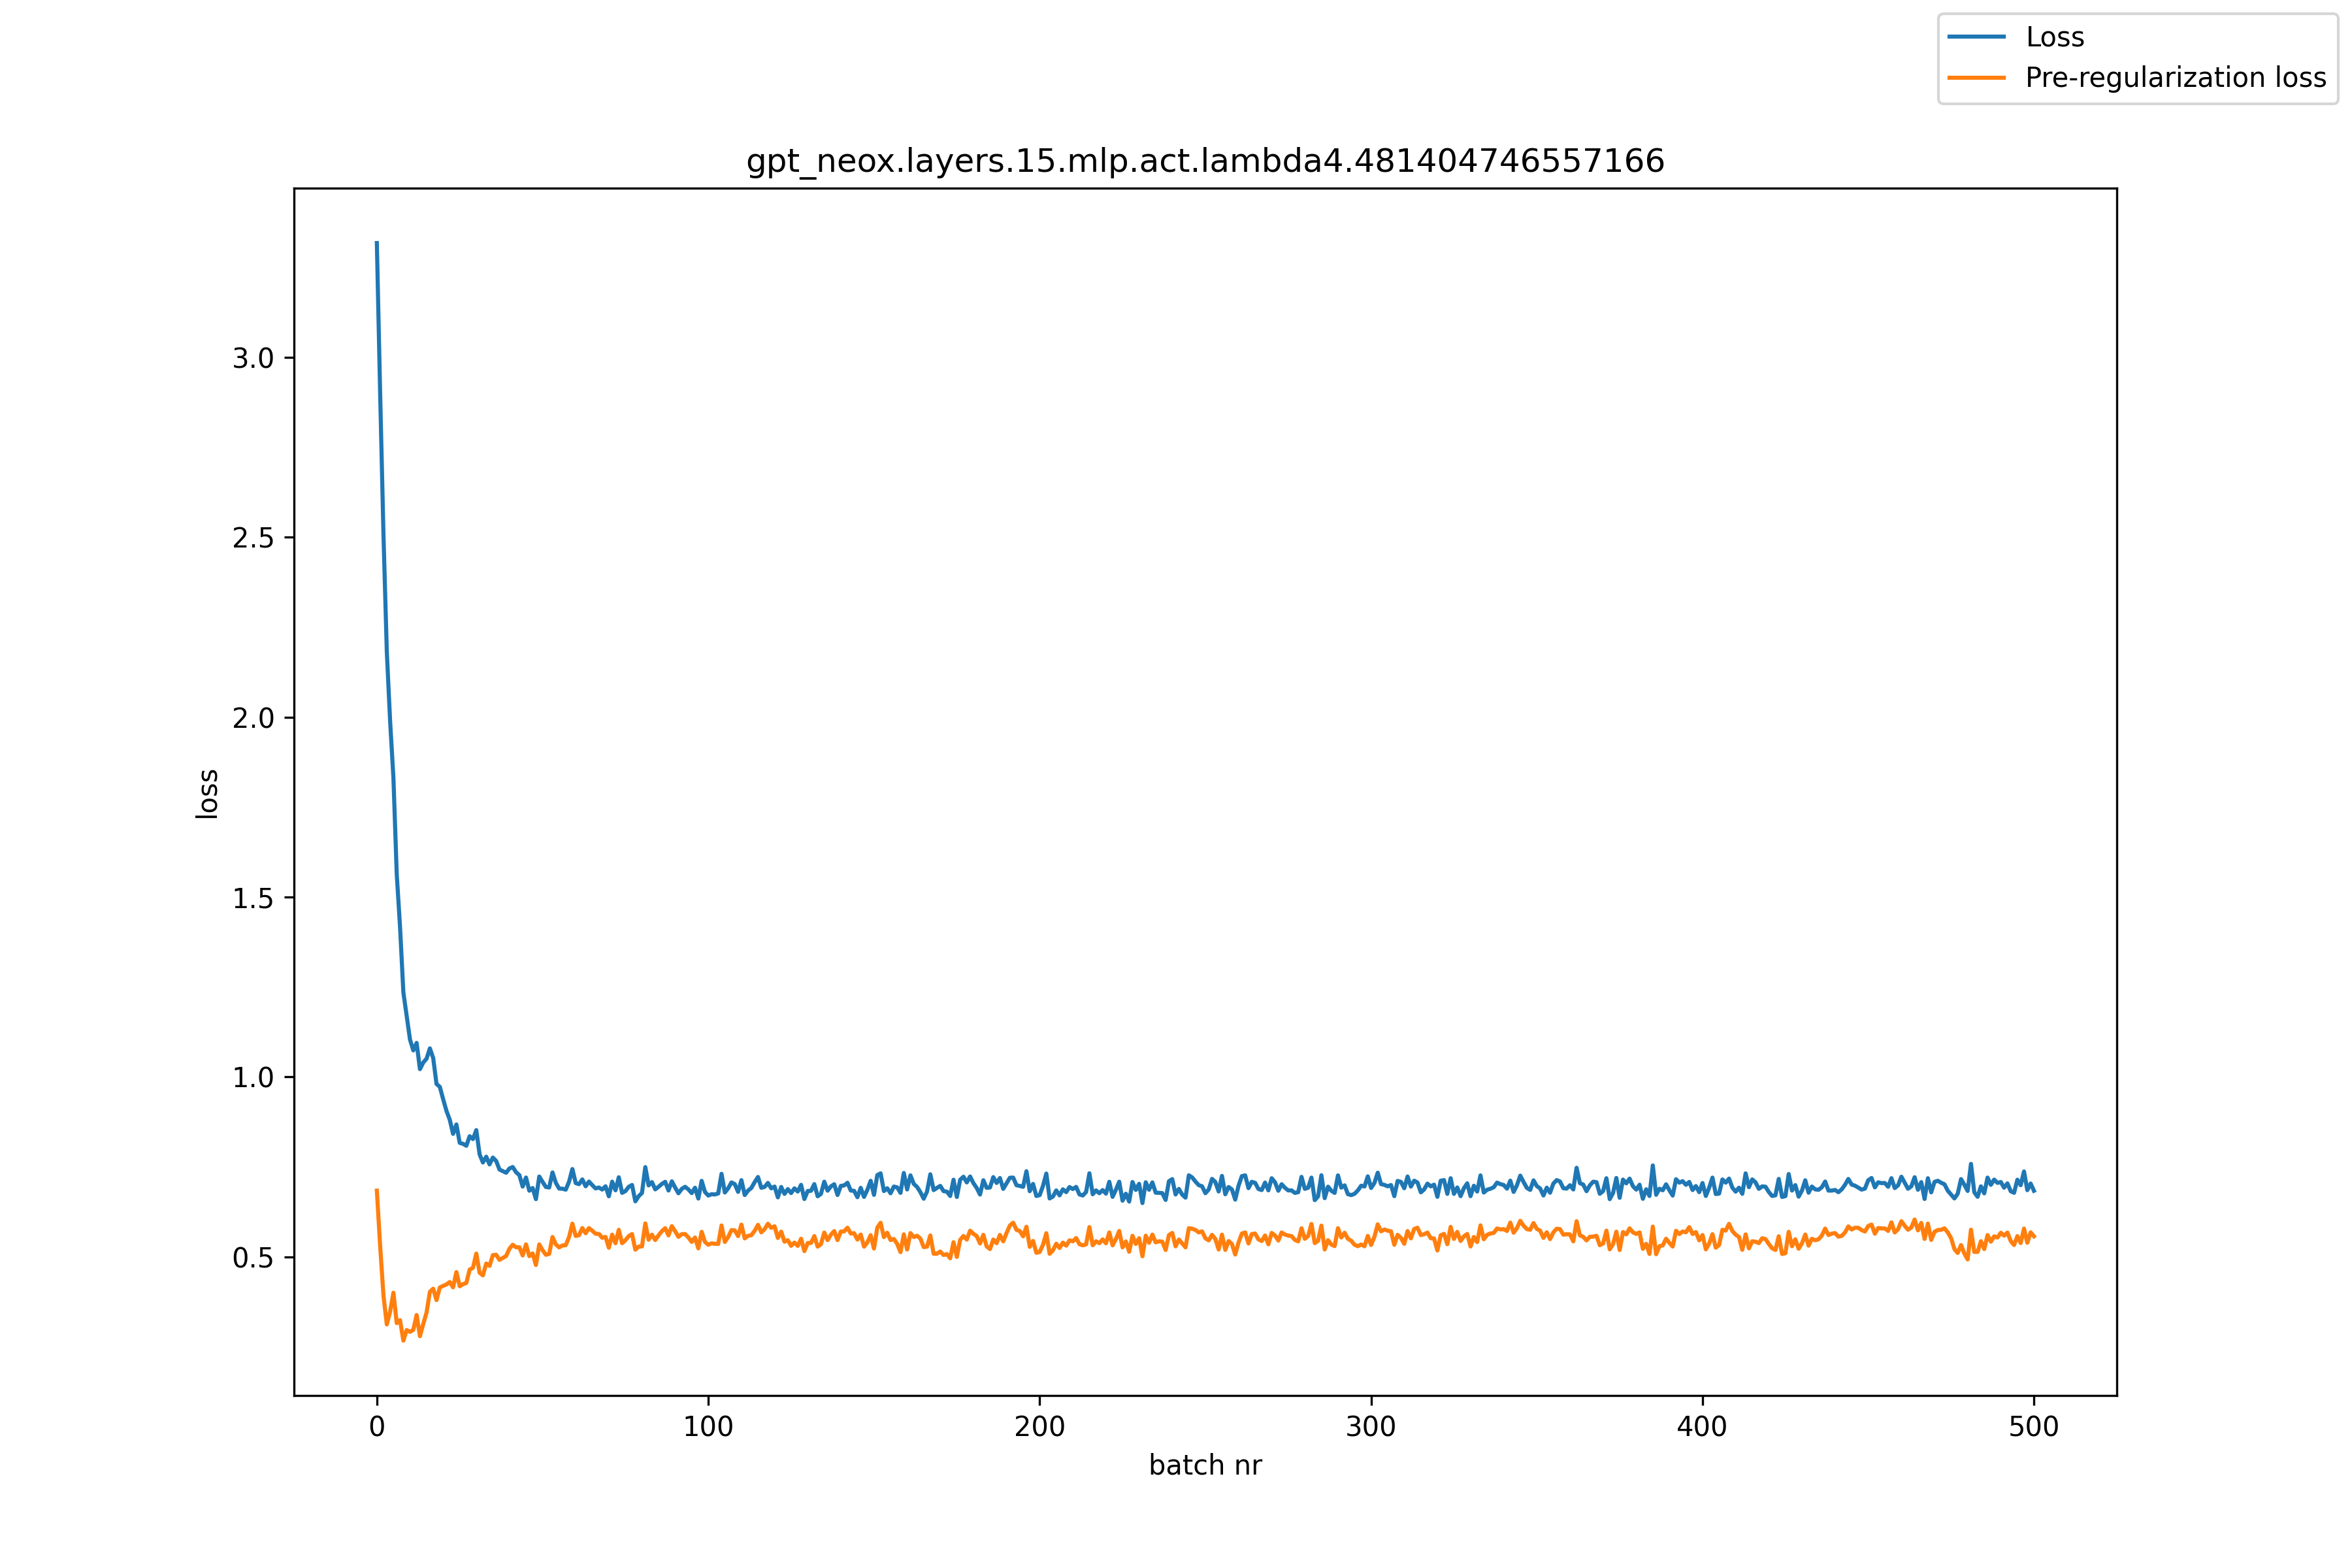 Loss
Pre-regularization loss
gpt_neox.layers.15.mlp.act.lambda4.481404746557166
3.0
2.5
2.0
1.5
1.0
0.5
loss
0 100 200 300 400 500
batch nr